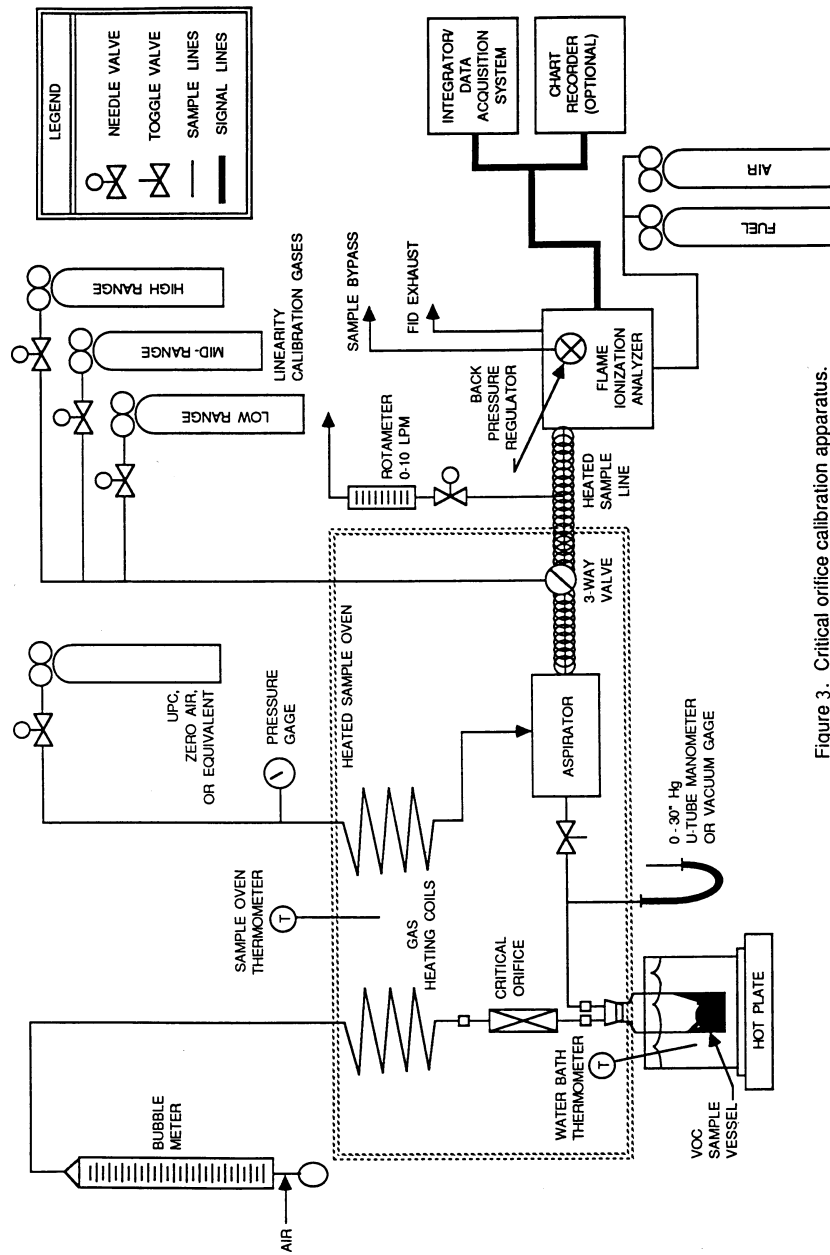 LEGEND
NEEDLE VALVE
TOGGLE VALVE
SAMPLE LINES
SIGNAL LINES
HIGH RANGE
MID-RANGE
LOW RANGE
LINEARITY
CALIBRATION GASES
UPC,
ZERO AIR,
OR EQUIVALENT
PRESSURE
GAGE
SAMPLE OVEN
THERMOMETER
BUBBLE
METER
AIR
HEATED SAMPLE OVEN
GAS
HEATING COILS
CRITICAL
ORIFICE
ASPIRATOR
3-WAY
VALVE
HEATED
SAMPLE
LINE
ROTAMETER
0-10 LPM
BACK
PRESSURE
REGULATOR
SAMPLE BYPASS
FID EXHAUST
FLAME
IONIZATION
ANALYZER
INTEGRATOR/
DATA
ACQUISITION
SYSTEM
CHART
RECORDER
(OPTIONAL)
FUEL
AIR
WATER BATH
THERMOMETER
T
T
VOC
SAMPLE
VESSEL
HOT PLATE
0-30" Hg
U-TUBE MANOMETER
OR VACUUM GAGE
Figure 3. Critical orifice calibration apparatus.